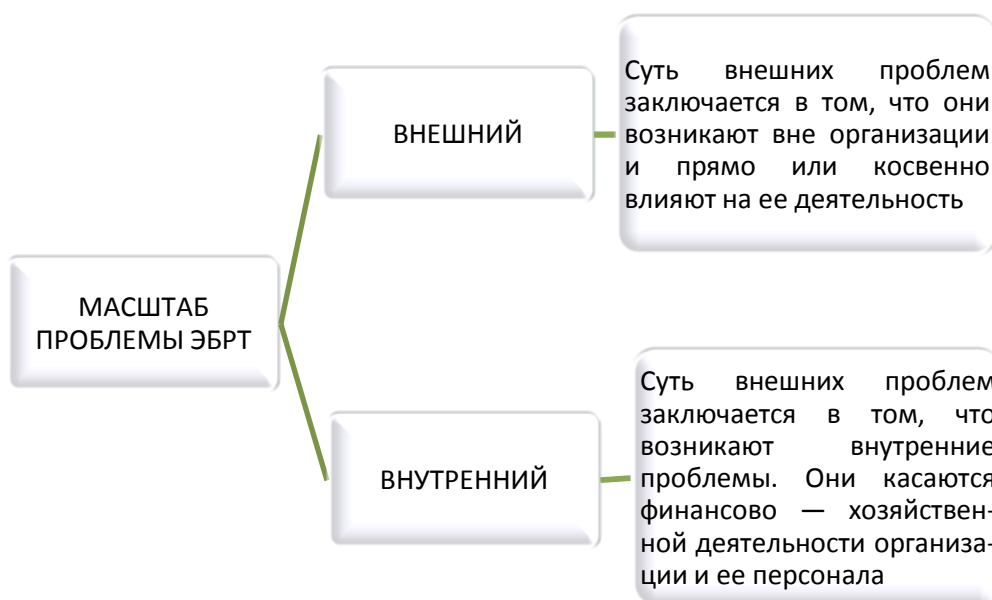 МАСШТАБ
ПРОБЛЕМЫ ЭБРТ
ВНЕШНИЙ
Суть внешних проблем
заключается в том, что они
возникают вне организации
и прямо или косвенно
влияют на ее деятельность
ВНУТРЕННИЙ
Суть внешних проблем
заключается в том, что
возникают внутренние
проблемы. Они касаются
финансово — хозяйствен-
ной деятельности организа-
ции и ее персонала